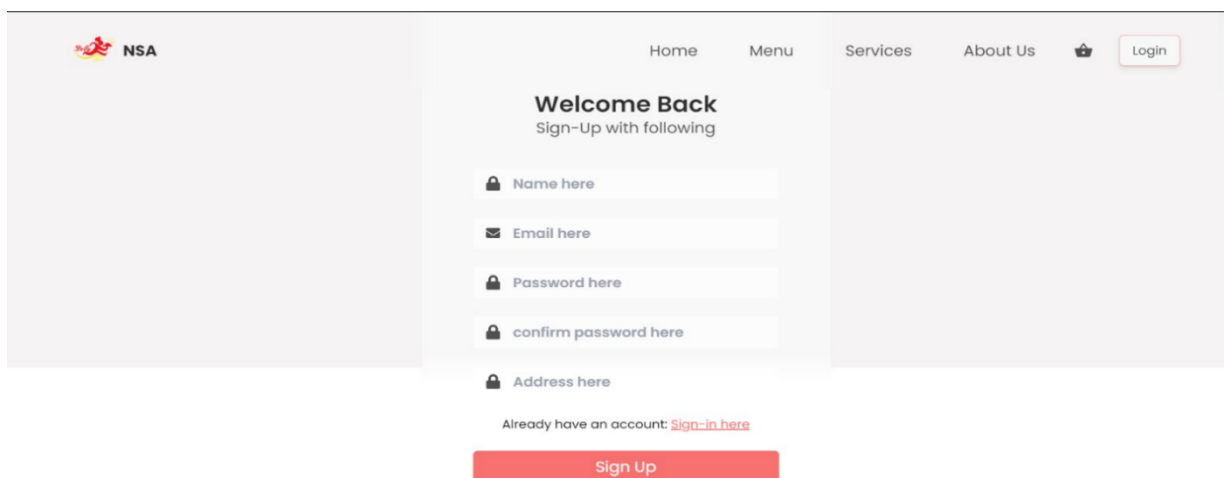 NSA Home Menu Services About Us Login
Welcome Back
Sign-Up with following
Name here
Email here
Password here
confirm password here
Address here
Already have an account: Sign-in here
Sign Up